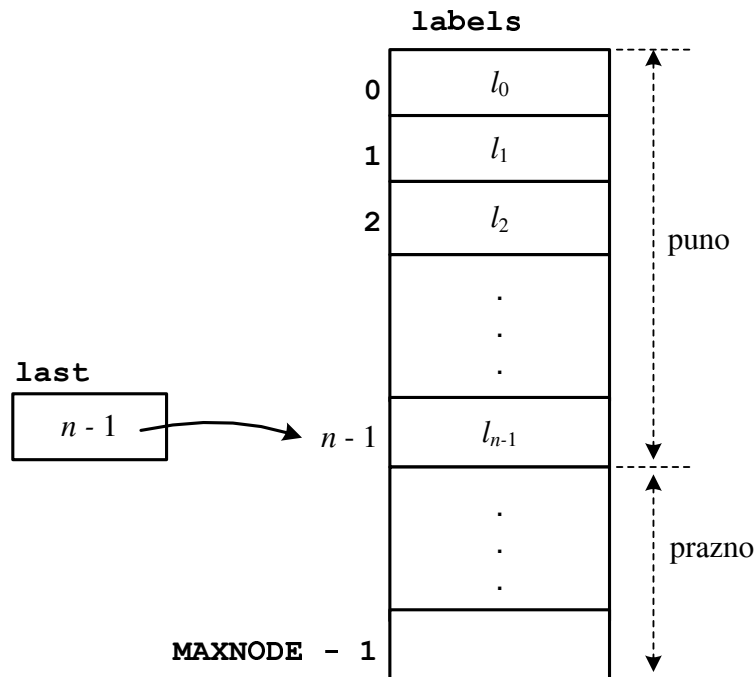 labels
0 l₀
1 l₁
2 l₂
.
.
.
puno
last
n - 1
n - 1 lₙ₋₁
.
.
.
prazno
MAXNODE - 1